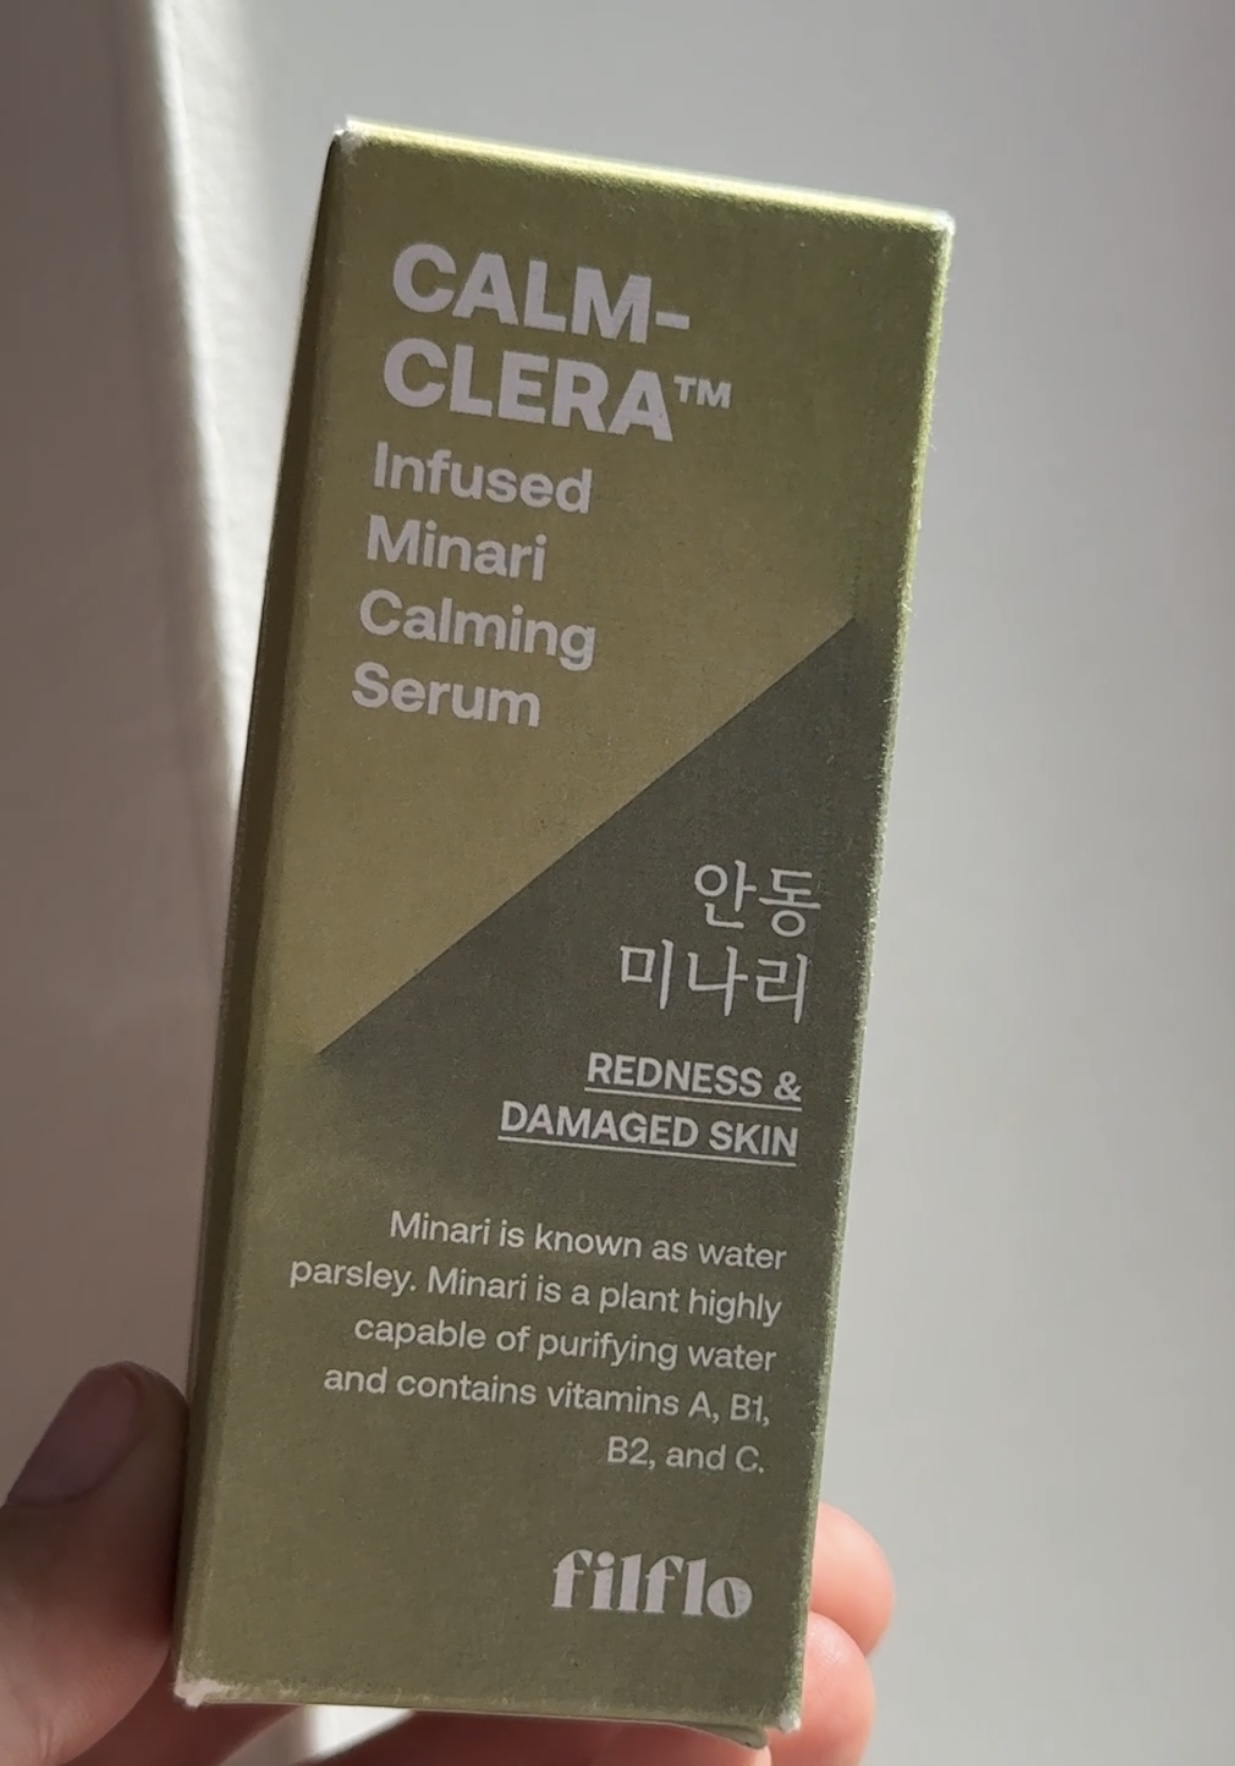 CALM-
CLERA™
Infused
Minari
Calming
Serum
안동
미나리
REDNESS &
DAMAGED SKIN
Minari is known as water
parsley. Minari is a plant highly
capable of purifying water
and contains vitamins A, B1,
B2, and C.
filflo